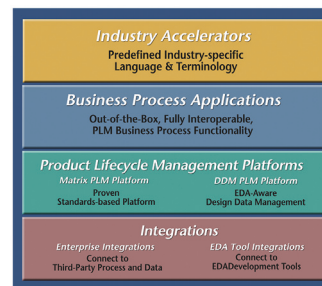 Industry Accelerators
Predefined Industry-specific
Language & Terminology
Business Process Applications
Out-of-the-Box, Fully Interoperable,
PLM Business Process Functionality
Product Lifecycle Management Platforms
Matrix PLM Platform
Proven
Standards-based Platform
DDM PLM Platform
EDA-Aware
Design Data Management
Integrations
Enterprise Integrations
Connect to
Third-Party Process and Data
EDA Tool Integrations
Connect to
EDADevelopment Tools